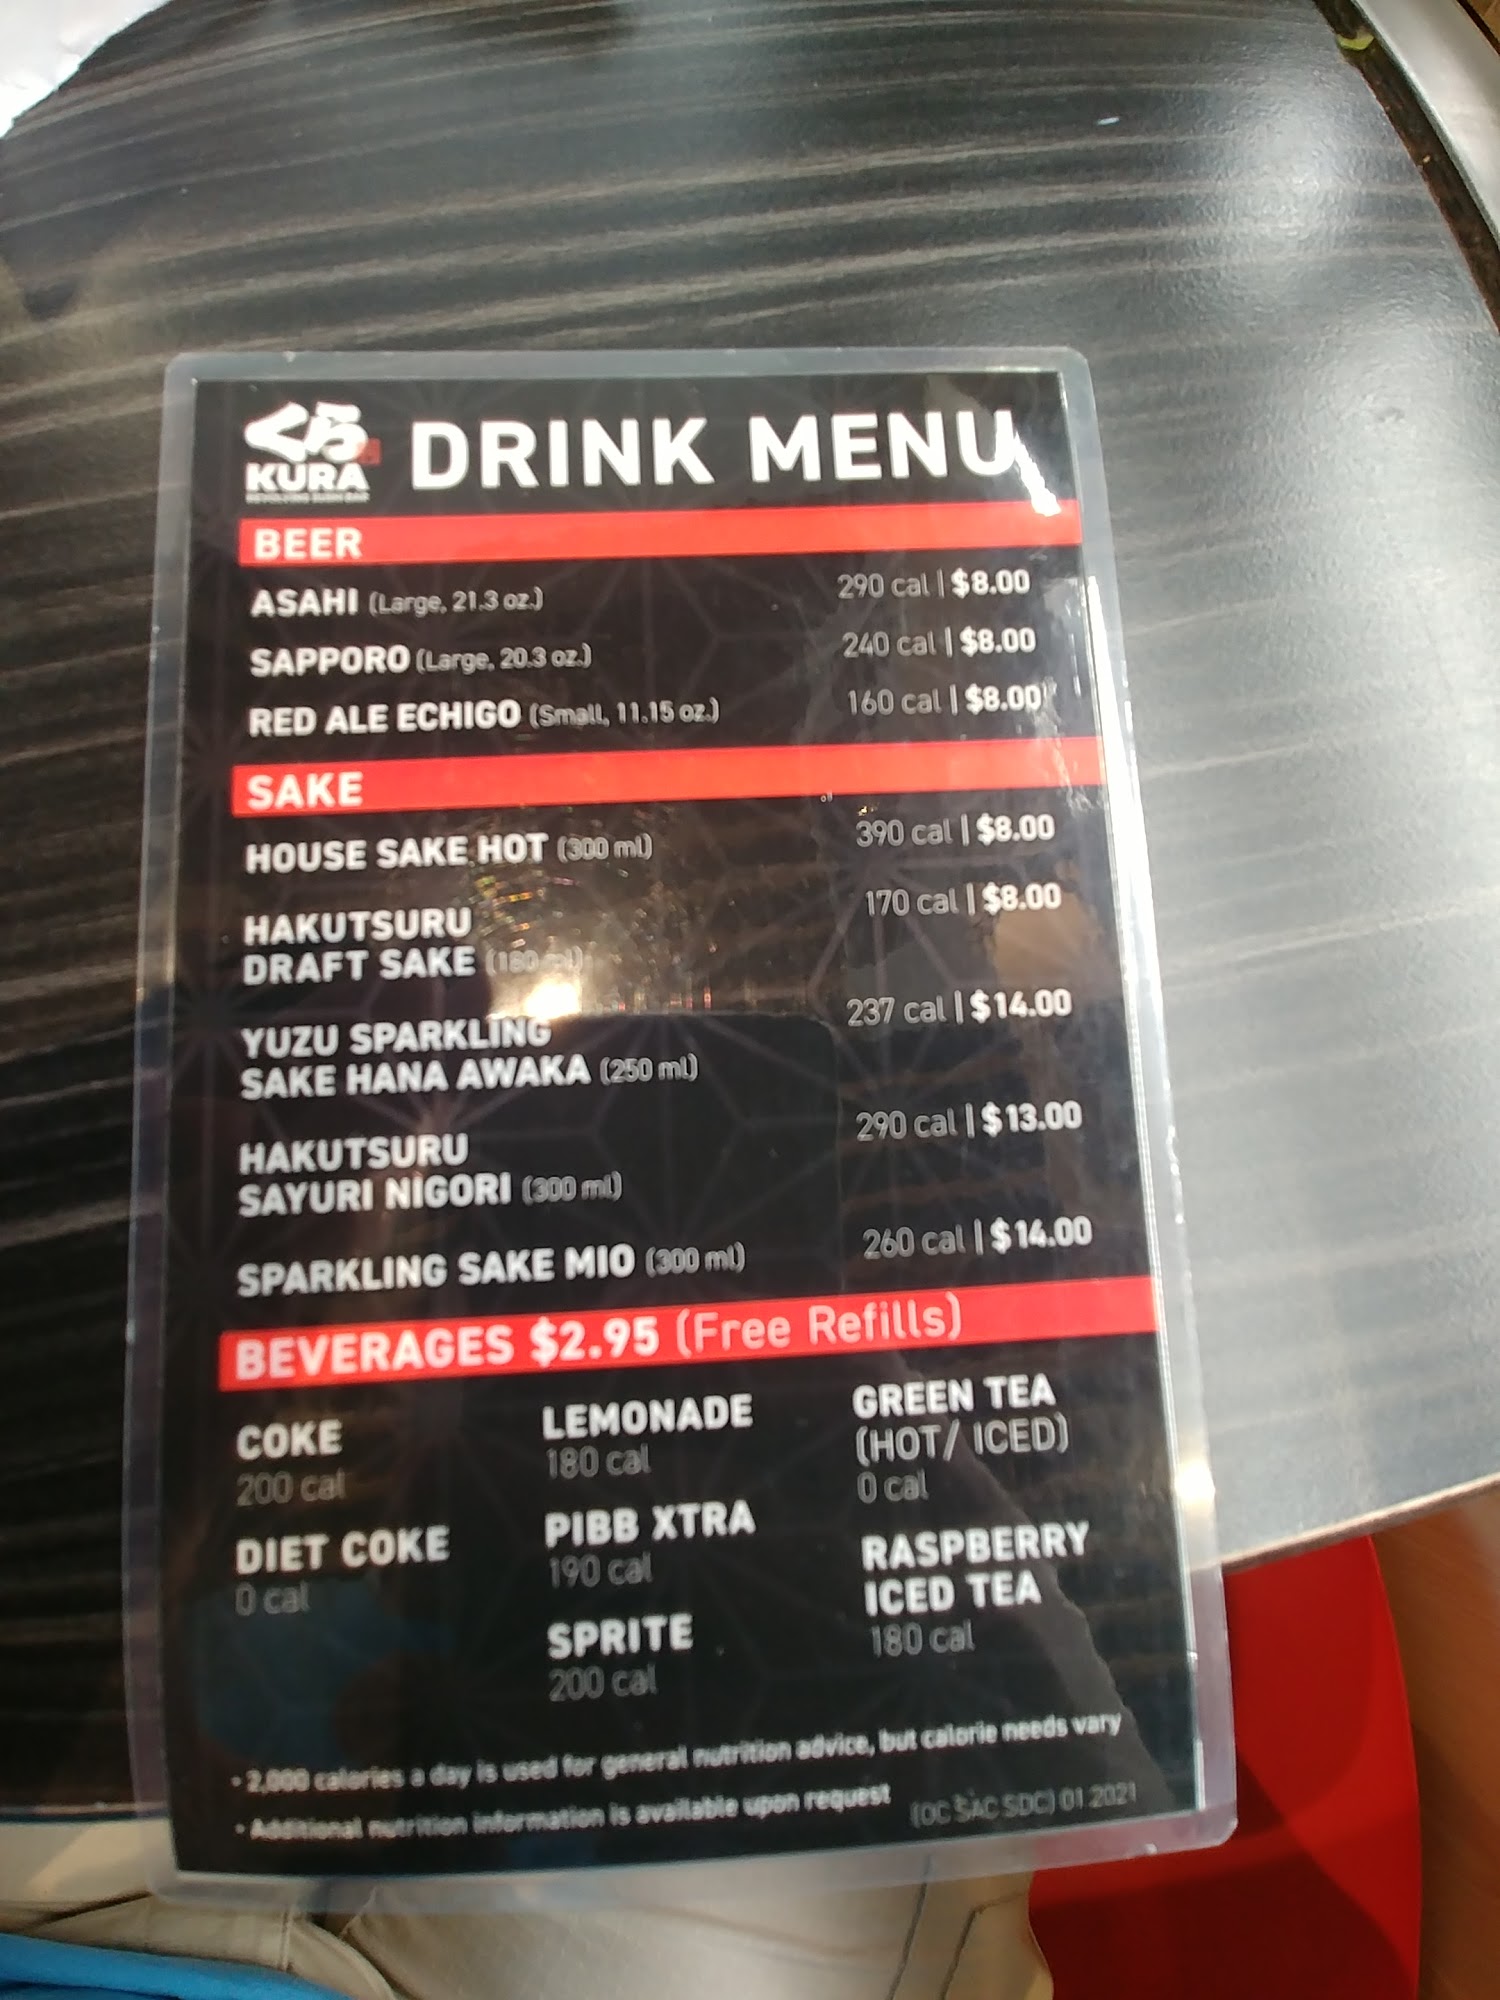 KURA
REVOLVING SUSHI BAR
DRINK MENU
BEER
ASAHI (Large, 21.3 oz.) 290 cal | $8.00
SAPPORO (Large, 20.3 oz.) 240 cal | $8.00
RED ALE ECHIGO (Small, 11.15 oz.) 160 cal | $8.00
SAKE
HOUSE SAKE HOT (300 ml) 390 cal | $8.00
HAKUTSURU 170 cal | $8.00
DRAFT SAKE (180 ml)
YUZU SPARKLING 237 cal | $14.00
SAKE HANA AWAKA (250 ml)
HAKUTSURU 290 cal | $13.00
SAYURI NIGORI (300 ml)
SPARKLING SAKE MIO (300 ml) 260 cal | $14.00
BEVERAGES $2.95 (Free Refills)
COKE
200 cal
DIET COKE
0 cal
LEMONADE
180 cal
PIBB XTRA
190 cal
SPRITE
200 cal
GREEN TEA
(HOT/ ICED)
0 cal
RASPBERRY
ICED TEA
180 cal
• 2,000 calories a day is used for general nutrition advice, but calorie needs vary
• Additional nutrition information is available upon request
(OC SAC SDC) 01.2021